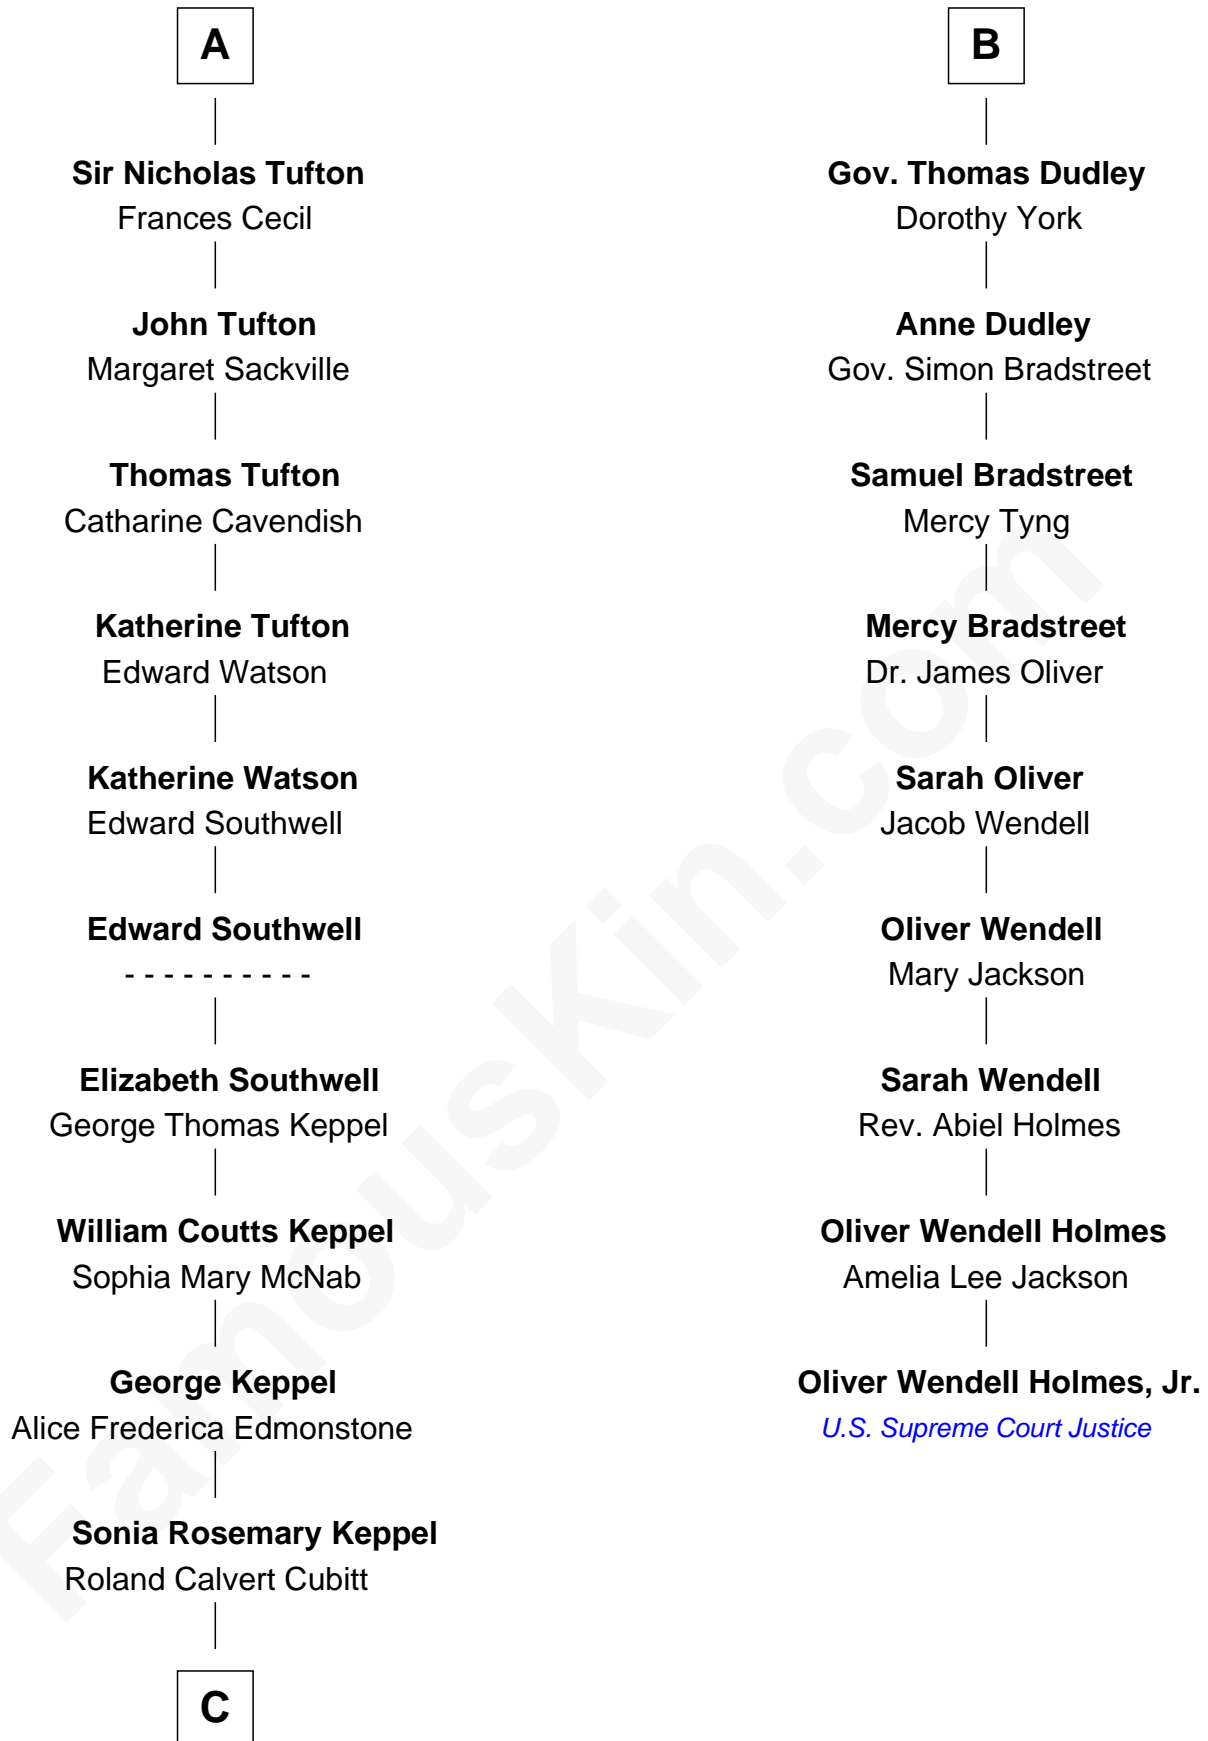 A
Sir Nicholas Tufton
Frances Cecil
John Tufton
Margaret Sackville
Thomas Tufton
Catharine Cavendish
Katherine Tufton
Edward Watson
Katherine Watson
Edward Southwell
Edward Southwell
- - - - - - - - - -
Elizabeth Southwell
George Thomas Keppel
William Coutts Keppel
Sophia Mary McNab
George Keppel
Alice Frederica Edmonstone
Sonia Rosemary Keppel
Roland Calvert Cubitt
C
B
Gov. Thomas Dudley
Dorothy York
Anne Dudley
Gov. Simon Bradstreet
Samuel Bradstreet
Mercy Tyng
Mercy Bradstreet
Dr. James Oliver
Sarah Oliver
Jacob Wendell
Oliver Wendell
Mary Jackson
Sarah Wendell
Rev. Abiel Holmes
Oliver Wendell Holmes
Amelia Lee Jackson
Oliver Wendell Holmes, Jr.
U.S. Supreme Court Justice
FamousKin.com